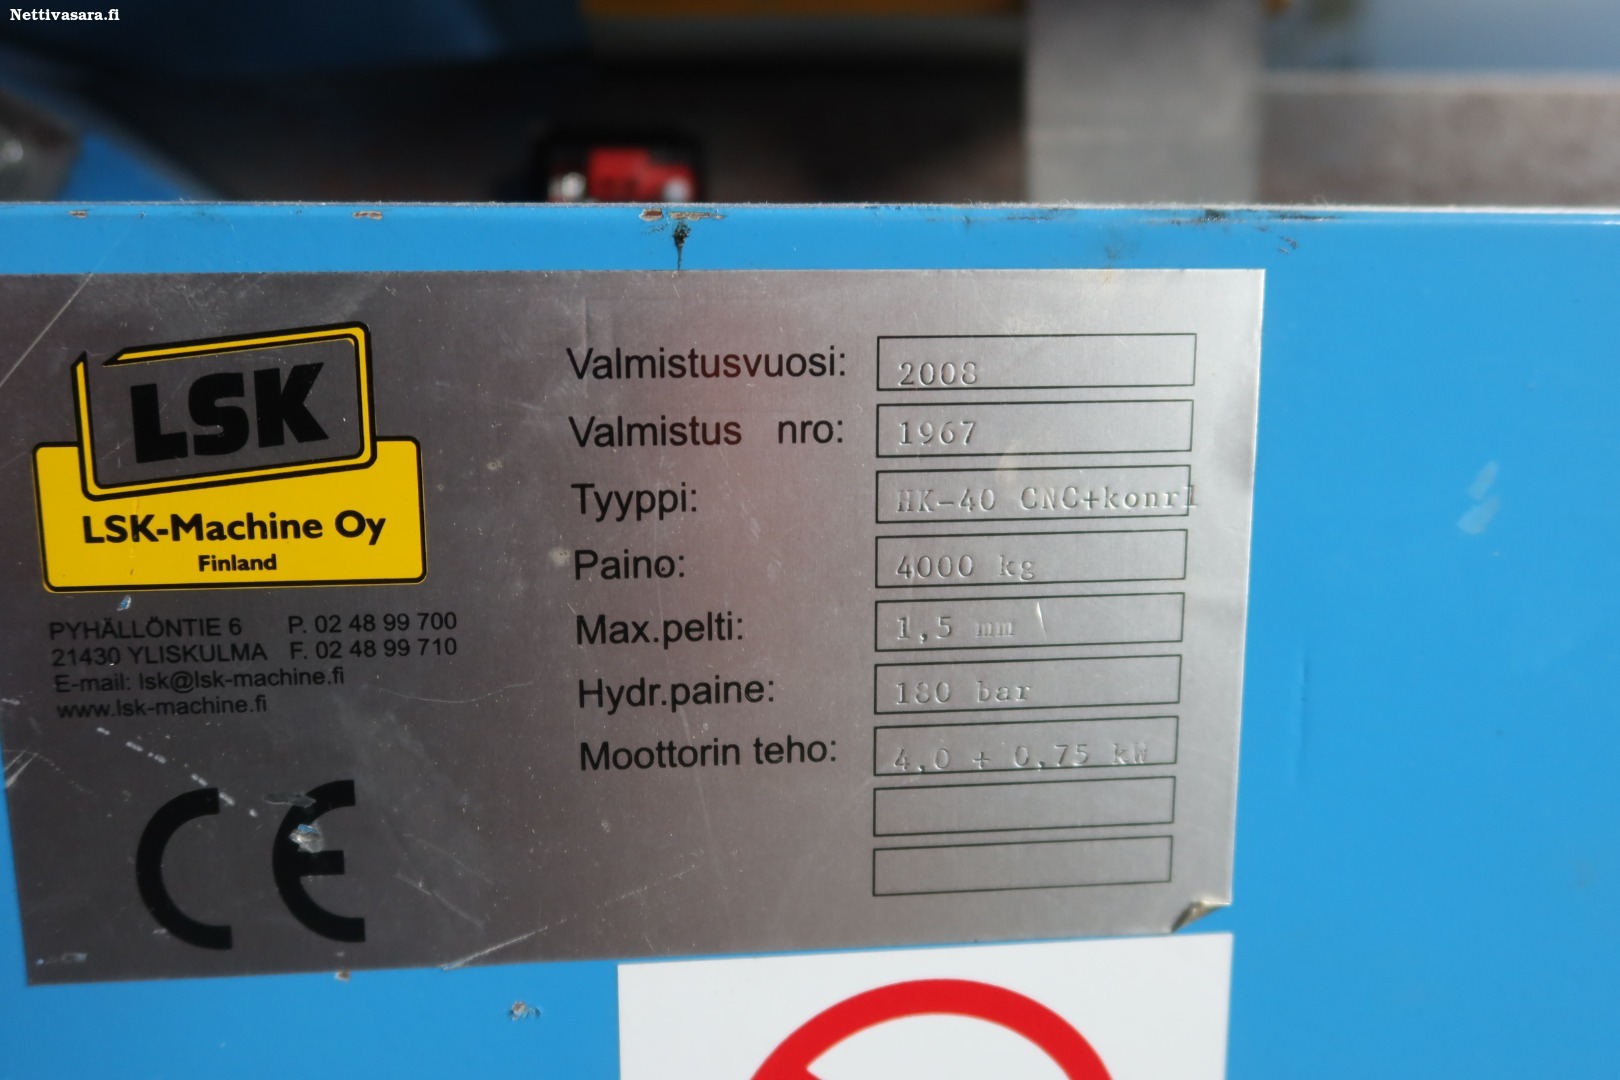 Nettivasara.fi
LSK
LSK-Machine Oy
Finland
PYHÄLLÖNTIE 6 P. 02 48 99 700
21430 YLISKULMA F. 02 48 99 710
E-mail: lsk@lsk-machine.fi
www.lsk-machine.fi
CE
Valmistusvuosi: 2008
Valmistus nro: 1967
Tyyppi: HK-40 CNC+konrl
Paino: 4000 kg
Max.pelti: 1,5 mm
Hydr.paine: 180 bar
Moottorin teho: 4,0 + 0,75 kW